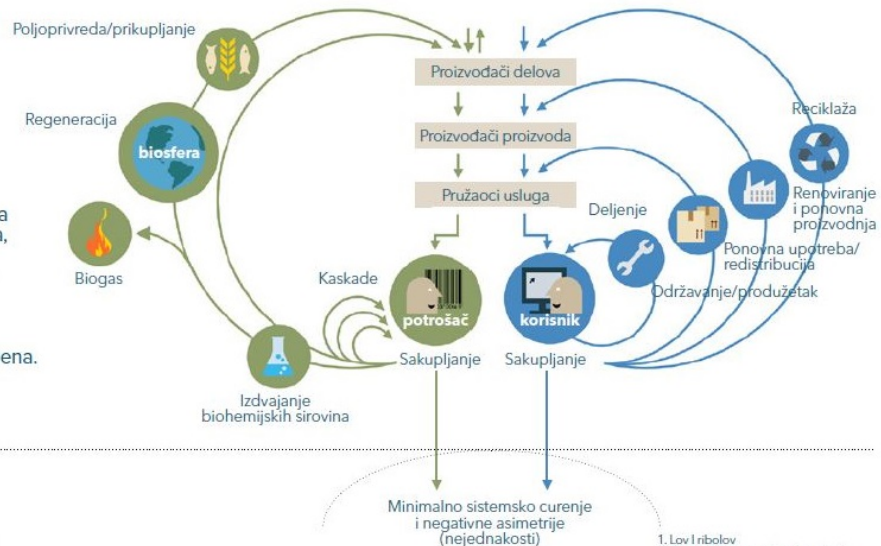 Poljoprivreda/prikupljanje
Regeneracija
biosfera
Biogas
a
a,
ena.
Kaskade
Izdvajanje
biohemijskih sirovina
Proizvođači delova
Proizvođači proizvoda
Pružaoci usluga
potrošač
korisnik
Sakupljanje
Sakupljanje
Deljenje
Održavanje/produžetak
Ponovna upotreba/
redistribucija
Renoviranje
i ponovna
proizvodnja
Reciklaža
Minimalno sistemsko curenje
i negativne asimetrije
(nejednakosti)
1. Lov I ribolov